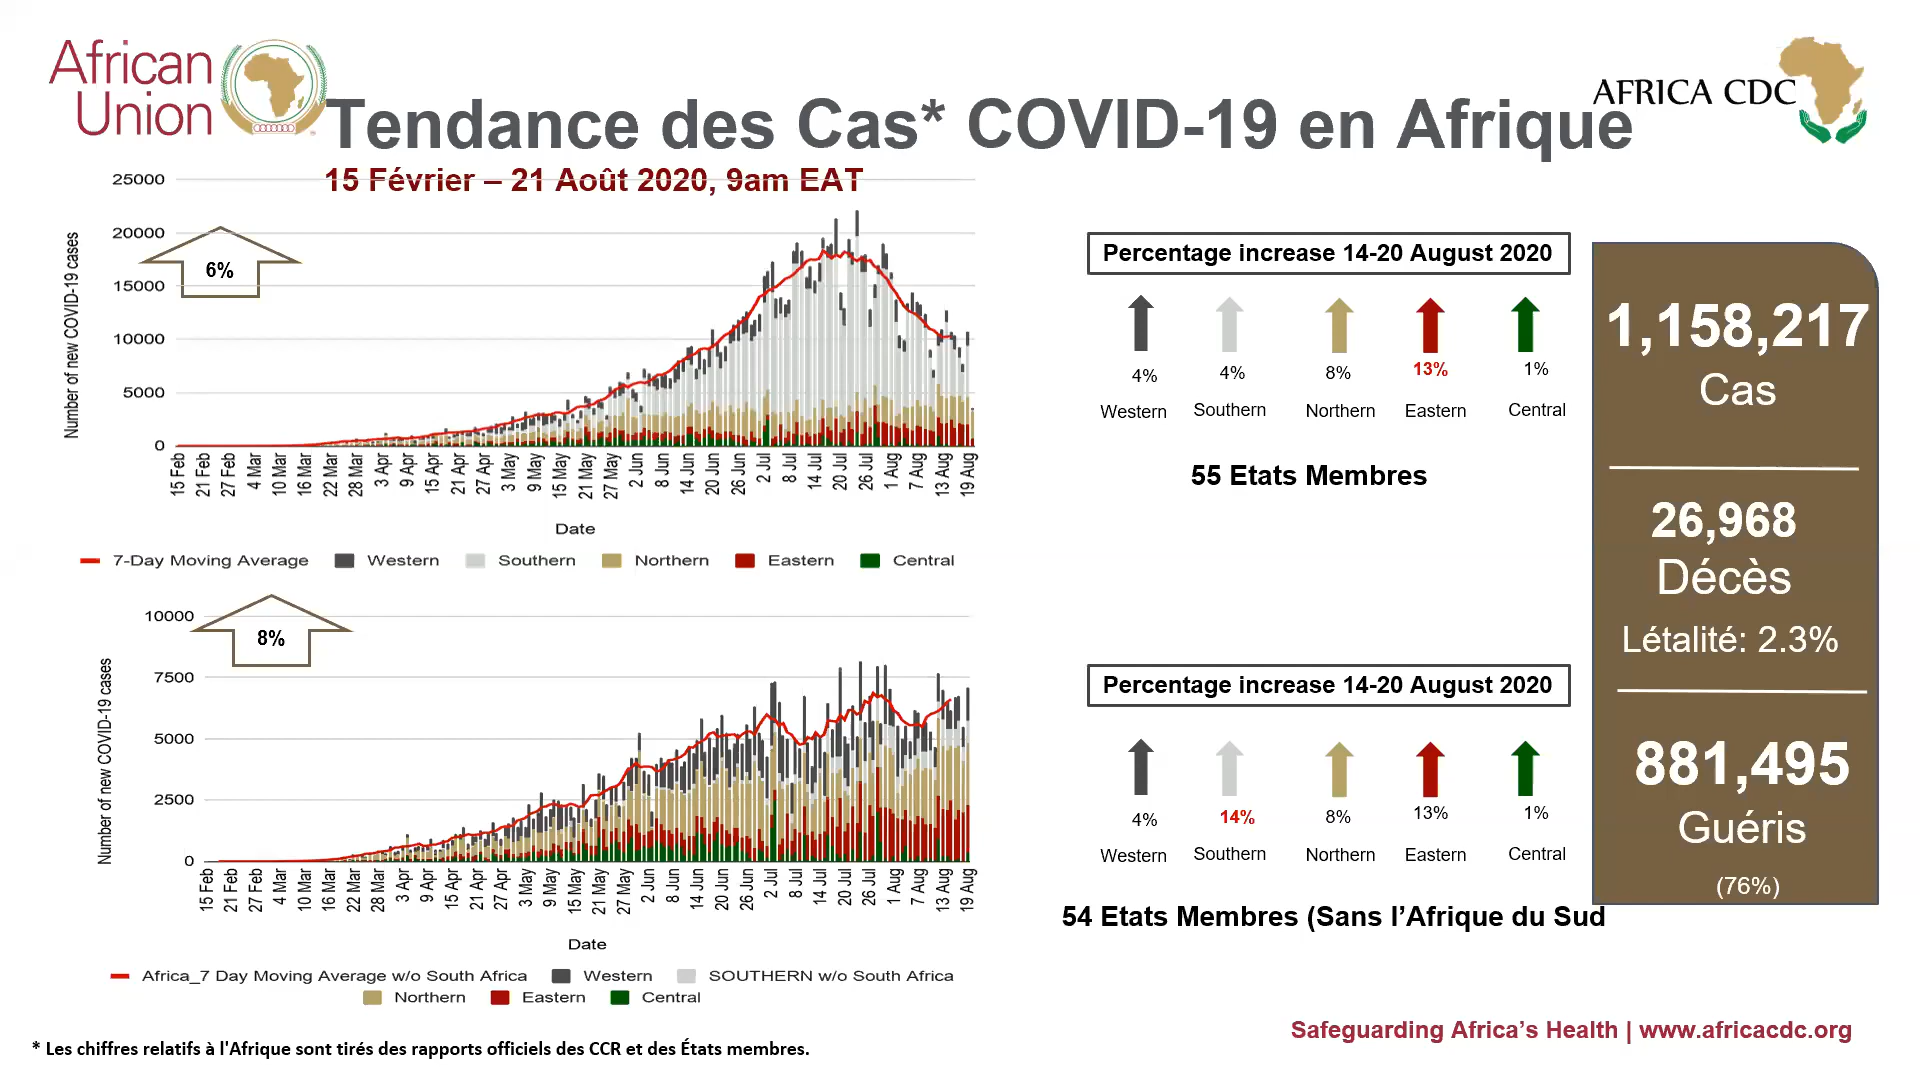 African
Union
Tendance des Cas* COVID-19 en Afrique
AFRICA CDC
15 Février – 21 Août 2020, 9am EAT
Number of new COVID-19 cases
25000
20000
15000
10000
5000
0
6%
15 Feb
21 Feb
27 Feb
4 Mar
10 Mar
16 Mar
22 Mar
28 Mar
3 Apr
9 Apr
15 Apr
21 Apr
27 Apr
3 May
9 May
15 May
21 May
27 May
2 Jun
8 Jun
14 Jun
20 Jun
26 Jun
2 Jul
8 Jul
14 Jul
20 Jul
26 Jul
1 Aug
7 Aug
13 Aug
19 Aug
Date
7-Day Moving Average Western Southern Northern Eastern Central
Percentage increase 14-20 August 2020
4% 4% 8% 13% 1%
Western Southern Northern Eastern Central
55 Etats Membres
Number of new COVID-19 cases
10000
7500
5000
2500
0
8%
15 Feb
21 Feb
27 Feb
4 Mar
10 Mar
16 Mar
22 Mar
28 Mar
3 Apr
9 Apr
15 Apr
21 Apr
27 Apr
3 May
9 May
15 May
21 May
27 May
2 Jun
8 Jun
14 Jun
20 Jun
26 Jun
2 Jul
8 Jul
14 Jul
20 Jul
26 Jul
1 Aug
7 Aug
13 Aug
19 Aug
Date
Africa_7 Day Moving Average w/o South Africa Western SOUTHERN w/o South Africa
Northern Eastern Central
Percentage increase 14-20 August 2020
4% 14% 8% 13% 1%
Western Southern Northern Eastern Central
54 Etats Membres (Sans l’Afrique du Sud
1,158,217
Cas
26,968
Décès
Létalité: 2.3%
881,495
Guéris
(76%)
Safeguarding Africa’s Health | www.africacdc.org
* Les chiffres relatifs à l'Afrique sont tirés des rapports officiels des CCR et des États membres.